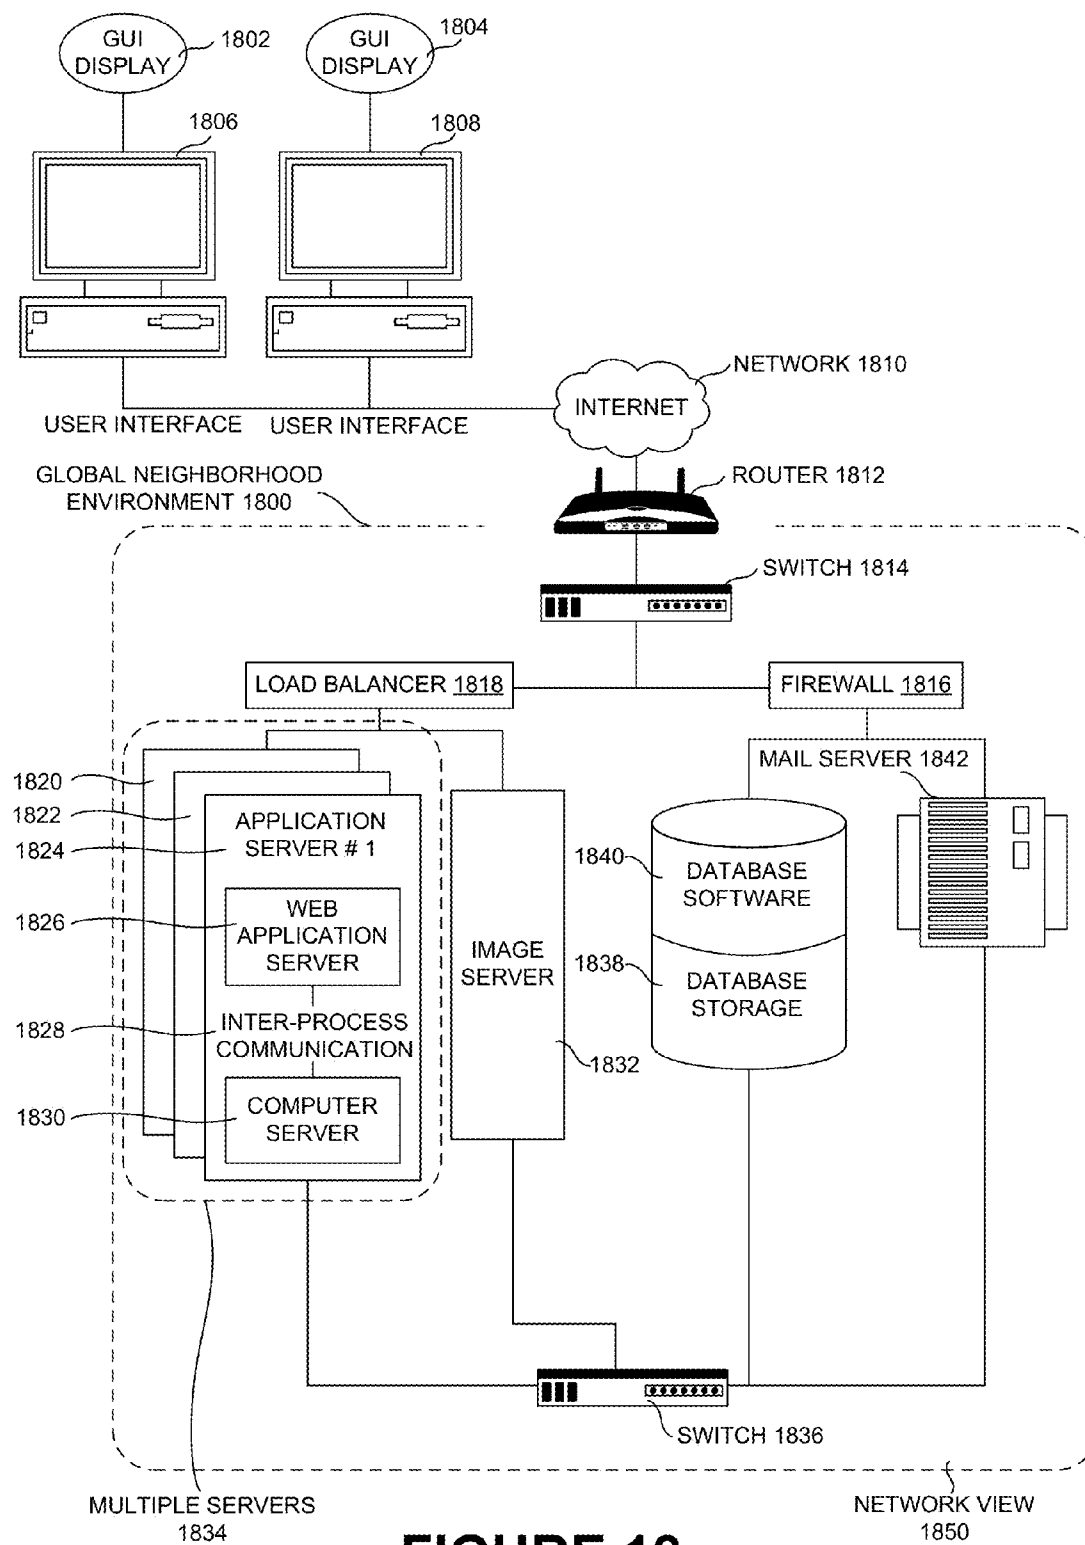 GUI
DISPLAY
1802
GUI
DISPLAY
1804
1806
1808
NETWORK 1810
INTERNET
USER INTERFACE
USER INTERFACE
GLOBAL NEIGHBORHOOD
ENVIRONMENT 1800
ROUTER 1812
SWITCH 1814
LOAD BALANCER 1818
FIREWALL 1816
MAIL SERVER 1842
1820
1822
1824
APPLICATION
SERVER # 1
1826
WEB
APPLICATION
SERVER
1828
INTER-PROCESS
COMMUNICATION
1830
COMPUTER
SERVER
IMAGE
SERVER
1832
1840
DATABASE
SOFTWARE
1838
DATABASE
STORAGE
SWITCH 1836
MULTIPLE SERVERS
1834
NETWORK VIEW
1850